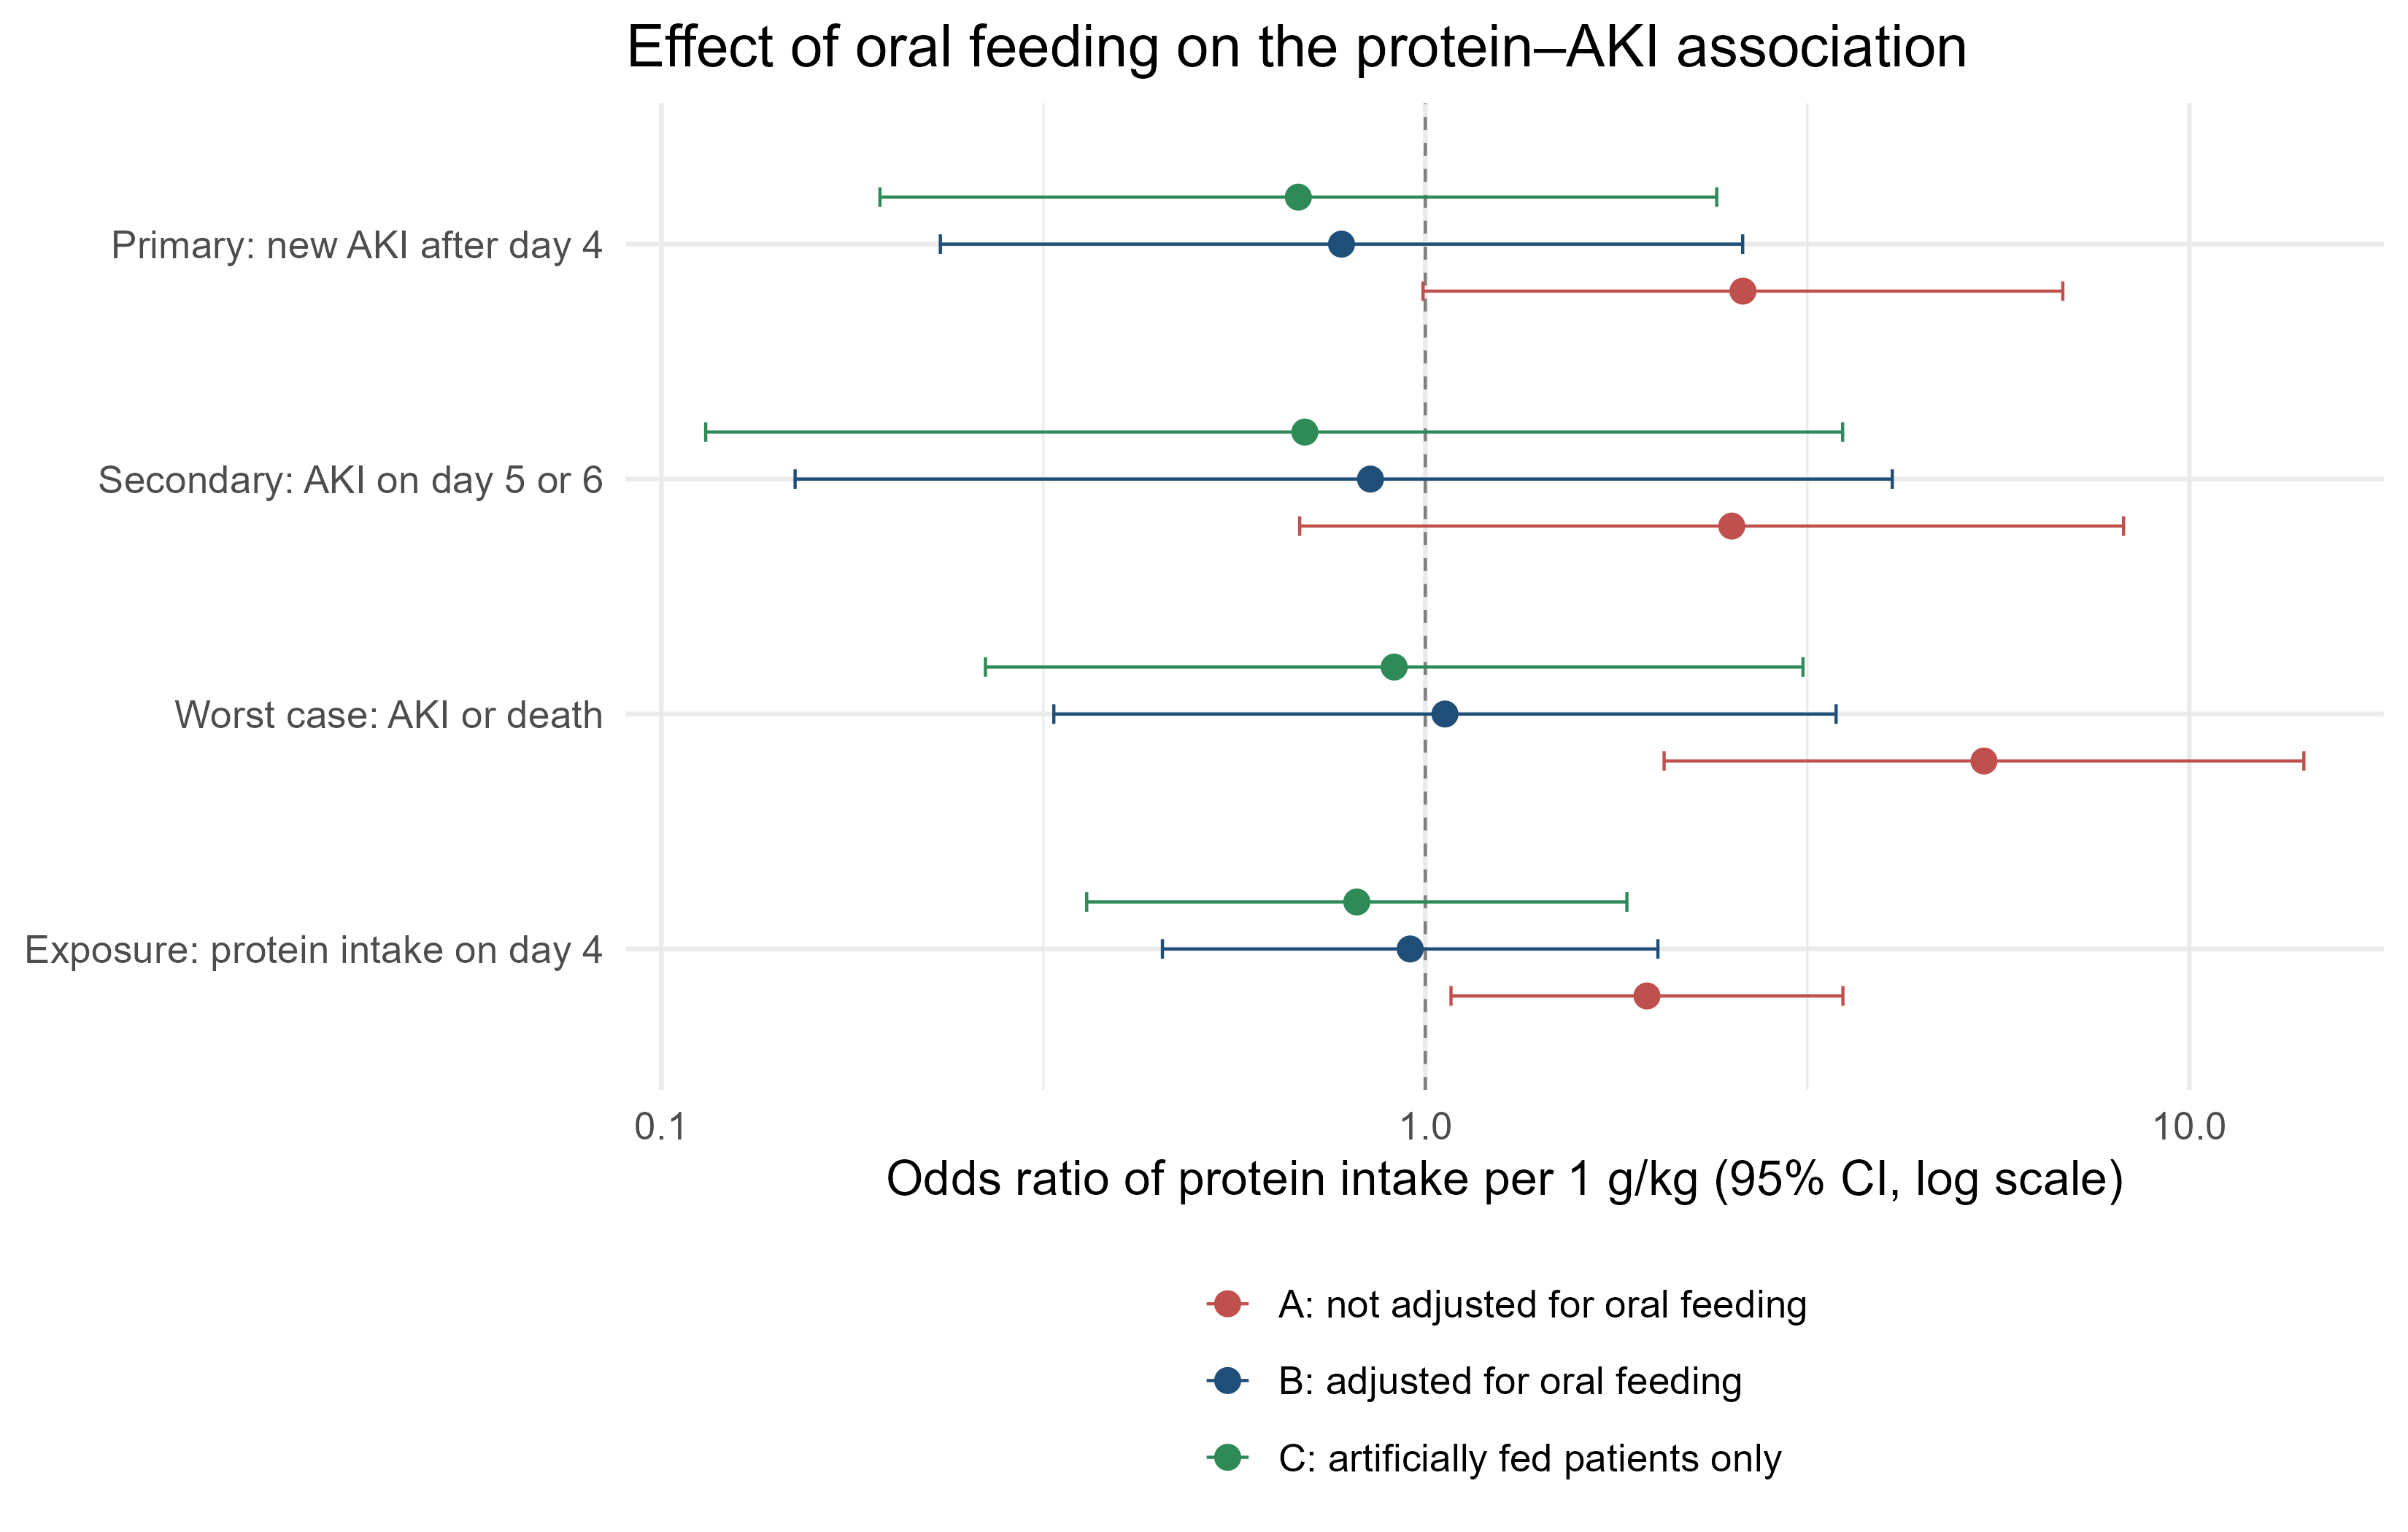 Effect of oral feeding on the protein–AKI association
Primary: new AKI after day 4
Secondary: AKI on day 5 or 6
Worst case: AKI or death
Exposure: protein intake on day 4
0.1
1.0
10.0
Odds ratio of protein intake per 1 g/kg (95% CI, log scale)
A: not adjusted for oral feeding
B: adjusted for oral feeding
C: artificially fed patients only